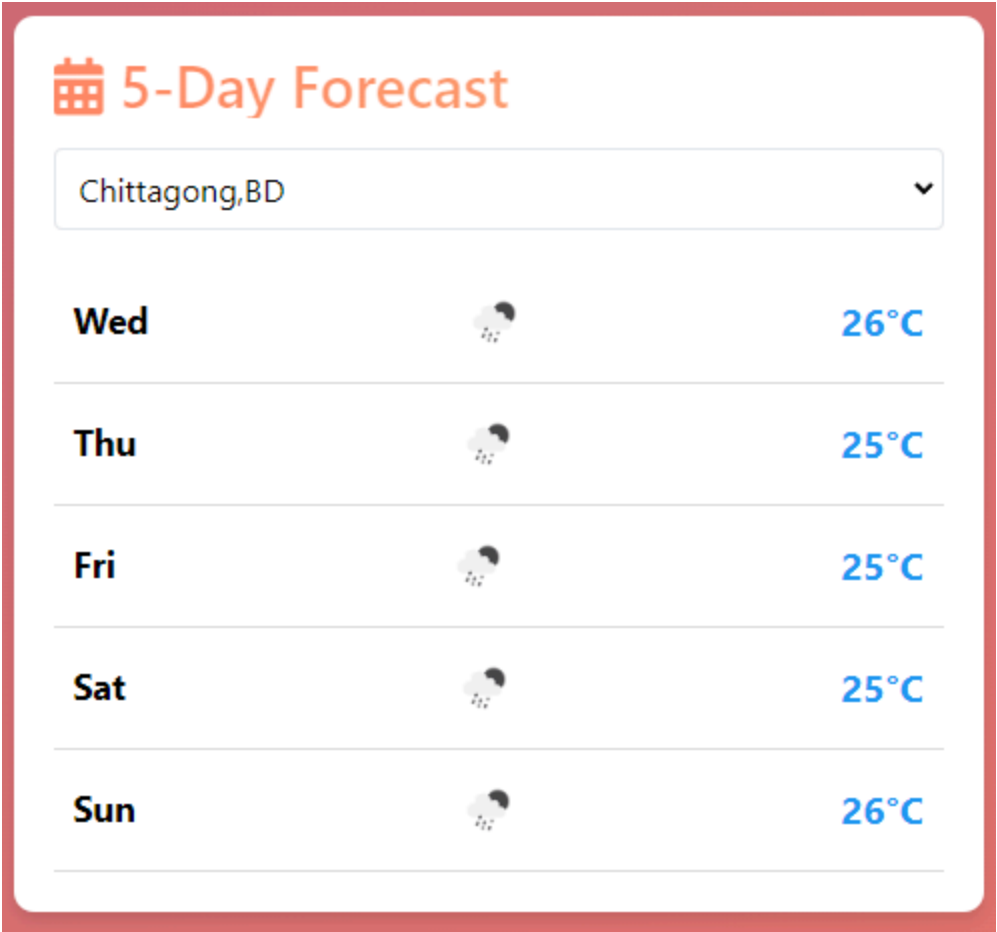 5-Day Forecast
Chittagong,BD
Wed 26°C
Thu 25°C
Fri 25°C
Sat 25°C
Sun 26°C